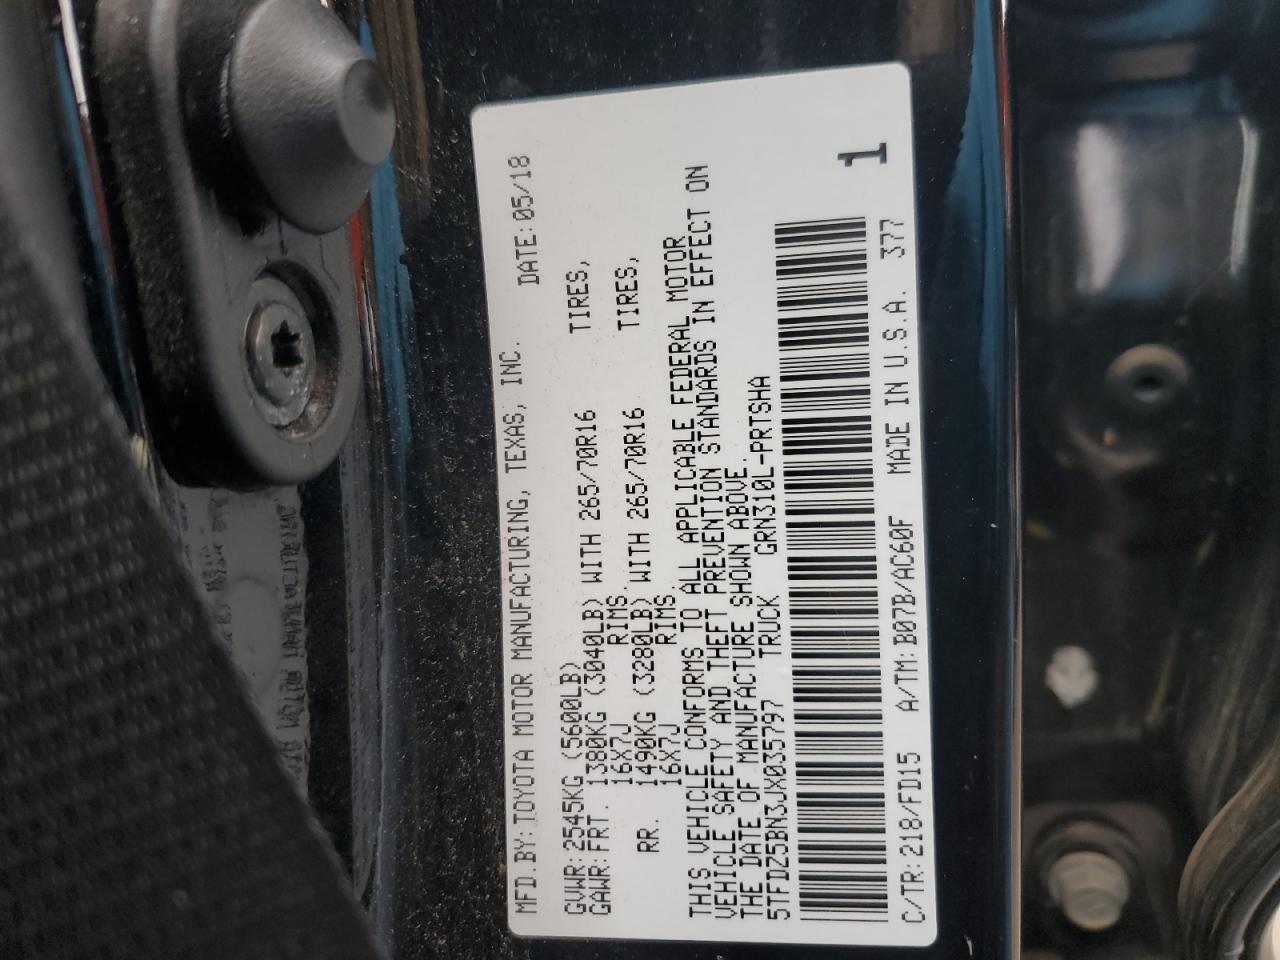 MFD.BY:TOYOTA MOTOR MANUFACTURING, TEXAS, INC. DATE:05/18
GVWR:2545KG (5600LB)
GAWR:FRT. 1380KG (3040LB) WITH 265/70R16 TIRES,
16X7J RIMS.
RR. 1490KG (3280LB) WITH 265/70R16 TIRES,
16X7J RIMS
THIS VEHICLE CONFORMS TO ALL APPLICABLE FEDERAL MOTOR
VEHICLE SAFETY AND THEFT PREVENTION STANDARDS IN EFFECT ON
THE DATE OF MANUFACTURE SHOWN ABOVE.
5TFDZ5BN3JX035797 TRUCK GRN310L-PRTSHA
1
C/TR:218/FD15 A/TM:B07B/AC60F MADE IN U.S.A. 377